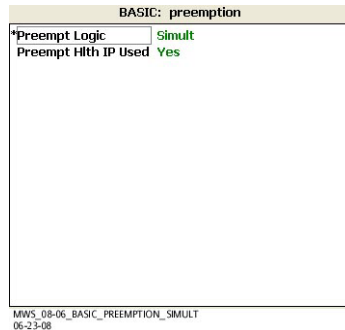 BASIC: preemption
*Preempt Logic Simult
Preempt Hlth IP Used Yes
MWS_08-06_BASIC_PREEMPTION_SIMULT
06-23-08